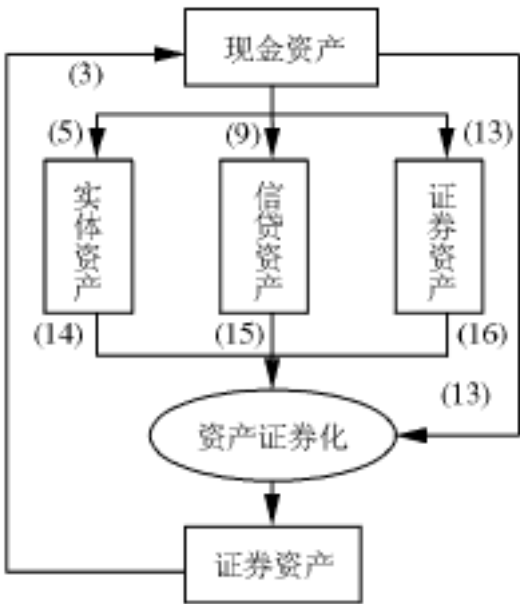 现金资产
(3)
(5)
(9)
(13)
实体资产
信贷资产
证券资产
(14)
(15)
(16)
(13)
资产证券化
证券资产